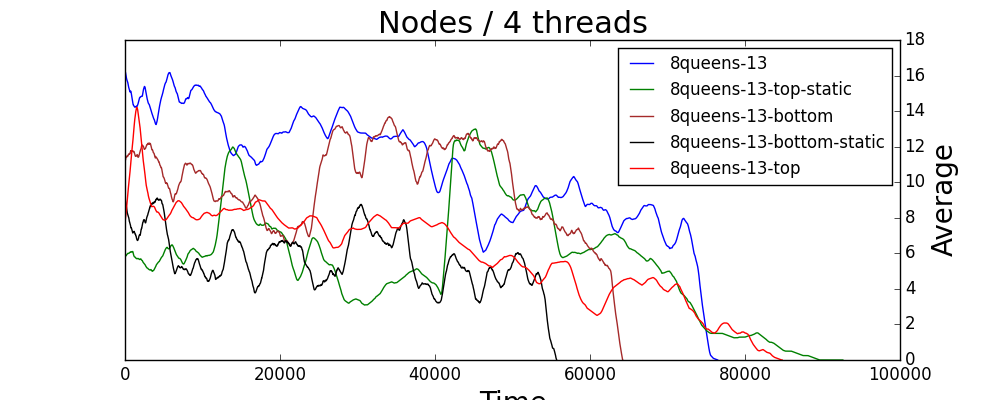 Nodes / 4 threads
18
16
14
12
10
8
6
4
2
0
Average
8queens-13
8queens-13-top-static
8queens-13-bottom
8queens-13-bottom-static
8queens-13-top
0 20000 40000 60000 80000 100000
Time